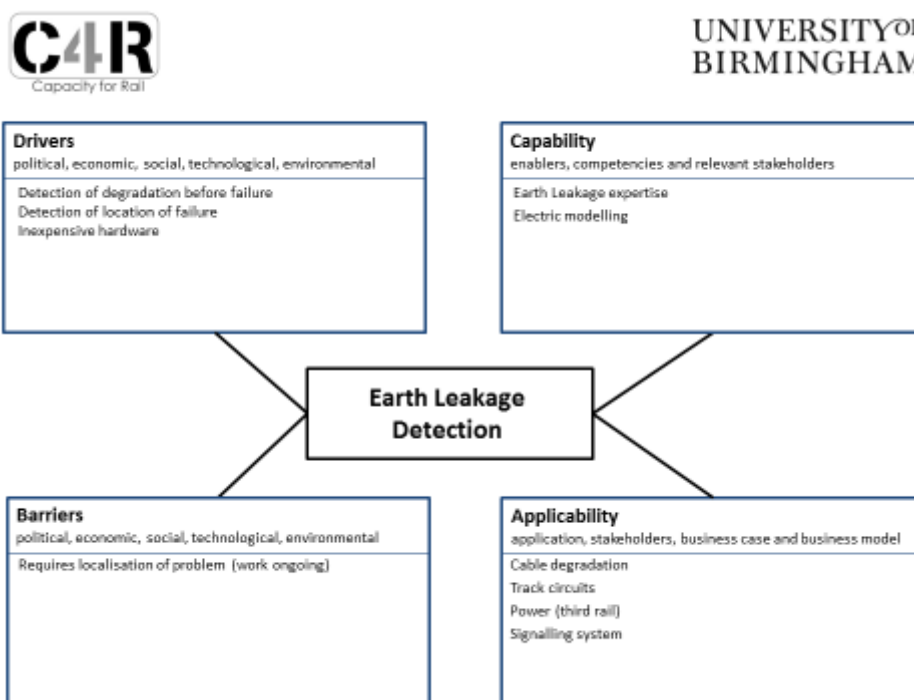 C4R
Capacity for Rail
UNIVERSITY OF
BIRMINGHAM
Drivers
political, economic, social, technological, environmental
Detection of degradation before failure
Detection of location of failure
Inexpensive hardware
Capability
enablers, competencies and relevant stakeholders
Earth Leakage expertise
Electric modelling
Earth Leakage
Detection
Barriers
political, economic, social, technological, environmental
Requires localisation of problem (work ongoing)
Applicability
application, stakeholders, business case and business model
Cable degradation
Track circuits
Power (third rail)
Signalling system